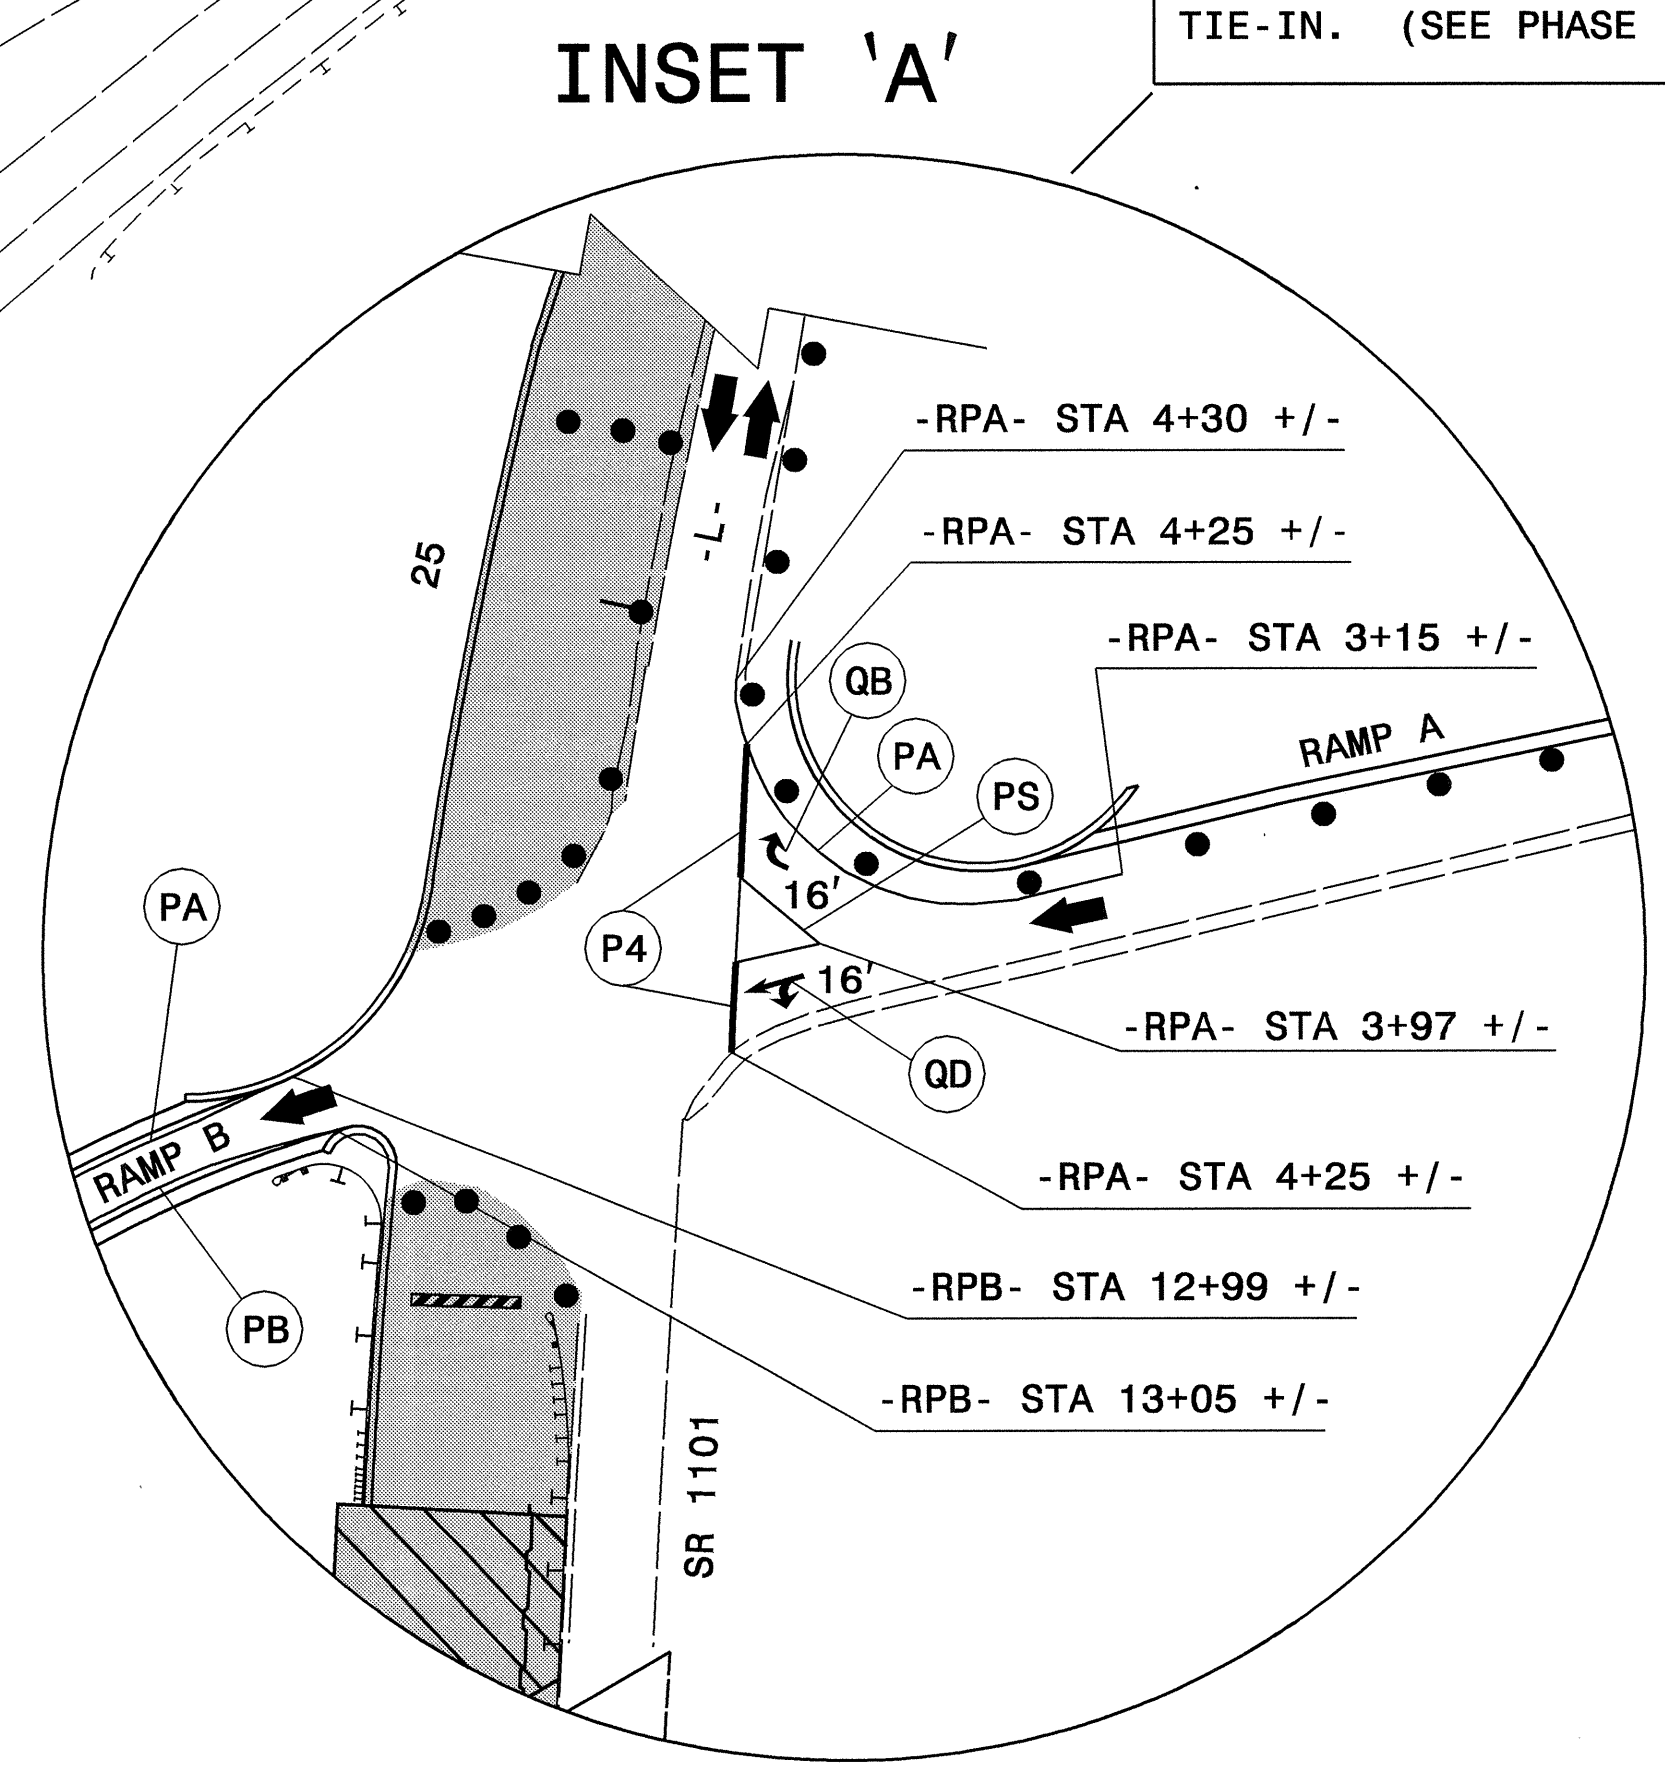 TIE-IN. (SEE PHASE
INSET 'A'
-RPA- STA 4+30 +/-
-L-
-RPA- STA 4+25 +/-
25
-RPA- STA 3+15 +/-
QB
RAMP A
PA
PS
16'
PA
P4
16'
-RPA- STA 3+97 +/-
QD
RAMP B
-RPA- STA 4+25 +/-
-RPB- STA 12+99 +/-
PB
-RPB- STA 13+05 +/-
SR 1101